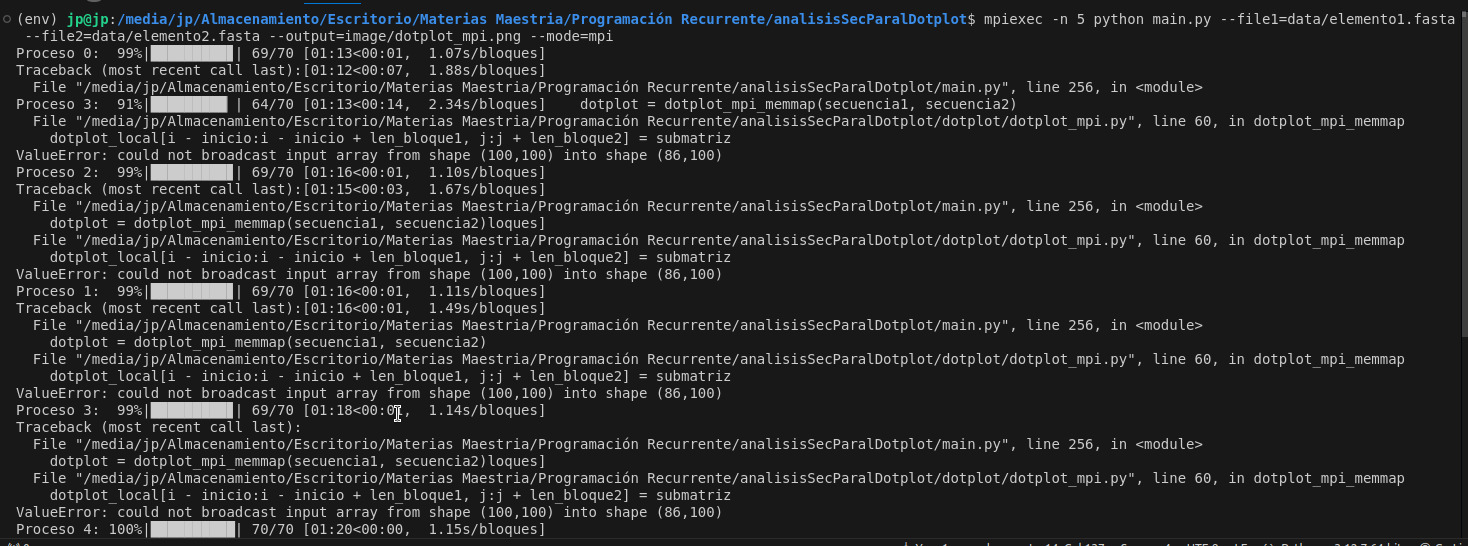 (env) jp@jp:/media/jp/Almacenamiento/Escritorio/Materias Maestria/Programación Recurrente/analisisSecParalDotplot$ mpiexec -n 5 python main.py --file1=data/elemento1.fasta
--file2=data/elemento2.fasta --output=image/dotplot_mpi.png --mode=mpi
Proceso 0:  99%|██████████| 69/70 [01:13<00:01,  1.07s/bloques]
Traceback (most recent call last):[01:12<00:07,  1.88s/bloques]
  File "/media/jp/Almacenamiento/Escritorio/Materias Maestria/Programación Recurrente/analisisSecParalDotplot/main.py", line 256, in <module>
Proceso 3:  91%|█████████ | 64/70 [01:13<00:14,  2.34s/bloques]    dotplot = dotplot_mpi_memmap(secuencia1, secuencia2)
  File "/media/jp/Almacenamiento/Escritorio/Materias Maestria/Programación Recurrente/analisisSecParalDotplot/dotplot/dotplot_mpi.py", line 60, in dotplot_mpi_memmap
    dotplot_local[i - inicio:i - inicio + len_bloque1, j:j + len_bloque2] = submatriz
ValueError: could not broadcast input array from shape (100,100) into shape (86,100)
Proceso 2:  99%|██████████| 69/70 [01:16<00:01,  1.10s/bloques]
Traceback (most recent call last):[01:15<00:03,  1.67s/bloques]
  File "/media/jp/Almacenamiento/Escritorio/Materias Maestria/Programación Recurrente/analisisSecParalDotplot/main.py", line 256, in <module>
    dotplot = dotplot_mpi_memmap(secuencia1, secuencia2)loques]
  File "/media/jp/Almacenamiento/Escritorio/Materias Maestria/Programación Recurrente/analisisSecParalDotplot/dotplot/dotplot_mpi.py", line 60, in dotplot_mpi_memmap
    dotplot_local[i - inicio:i - inicio + len_bloque1, j:j + len_bloque2] = submatriz
ValueError: could not broadcast input array from shape (100,100) into shape (86,100)
Proceso 1:  99%|██████████| 69/70 [01:16<00:01,  1.11s/bloques]
Traceback (most recent call last):[01:16<00:01,  1.49s/bloques]
  File "/media/jp/Almacenamiento/Escritorio/Materias Maestria/Programación Recurrente/analisisSecParalDotplot/main.py", line 256, in <module>
    dotplot = dotplot_mpi_memmap(secuencia1, secuencia2)
  File "/media/jp/Almacenamiento/Escritorio/Materias Maestria/Programación Recurrente/analisisSecParalDotplot/dotplot/dotplot_mpi.py", line 60, in dotplot_mpi_memmap
    dotplot_local[i - inicio:i - inicio + len_bloque1, j:j + len_bloque2] = submatriz
ValueError: could not broadcast input array from shape (100,100) into shape (86,100)
Proceso 3:  99%|██████████| 69/70 [01:18<00:01,  1.14s/bloques]
Traceback (most recent call last):
  File "/media/jp/Almacenamiento/Escritorio/Materias Maestria/Programación Recurrente/analisisSecParalDotplot/main.py", line 256, in <module>
    dotplot = dotplot_mpi_memmap(secuencia1, secuencia2)loques]
  File "/media/jp/Almacenamiento/Escritorio/Materias Maestria/Programación Recurrente/analisisSecParalDotplot/dotplot/dotplot_mpi.py", line 60, in dotplot_mpi_memmap
    dotplot_local[i - inicio:i - inicio + len_bloque1, j:j + len_bloque2] = submatriz
ValueError: could not broadcast input array from shape (100,100) into shape (86,100)
Proceso 4: 100%|██████████| 70/70 [01:20<00:00,  1.15s/bloques]